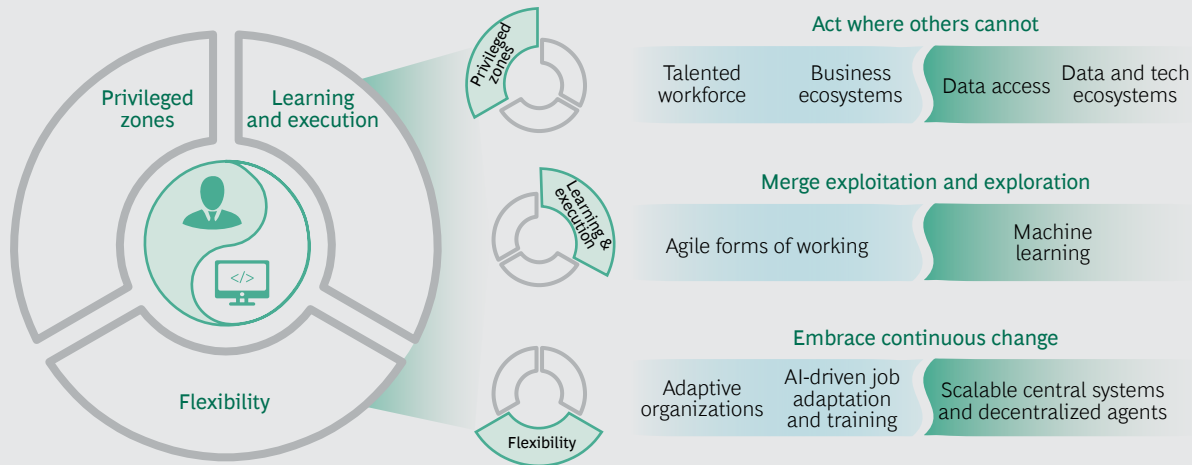 Privileged
zones
Learning
and execution
</>
Flexibility
Privileged
zones
Act where others cannot
Talented
workforce
Business
ecosystems
Data access
Data and tech
ecosystems
Learning &
execution
Merge exploitation and exploration
Agile forms of working
Machine
learning
Flexibility
Embrace continuous change
Adaptive
organizations
AI-driven job
adaptation
and training
Scalable central systems
and decentralized agents